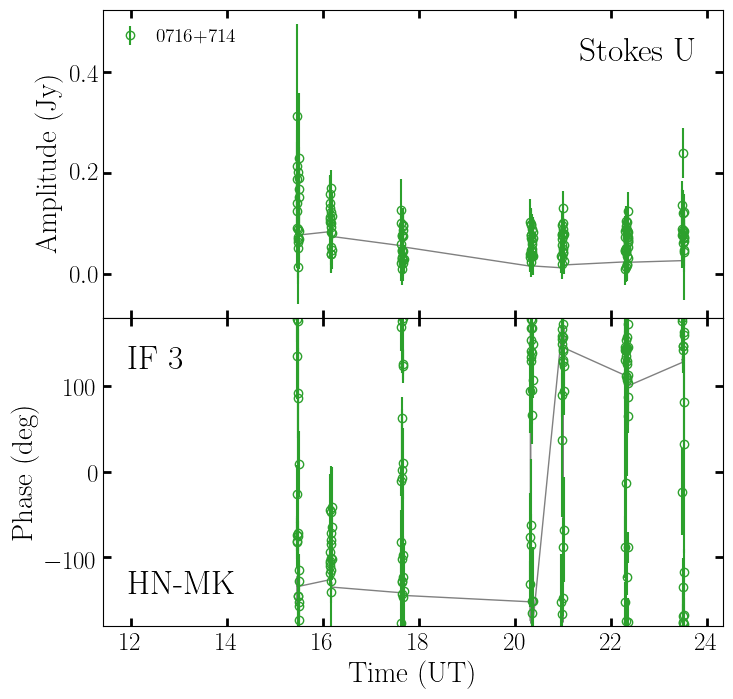 0716+714
Stokes U
0.4
0.2
0.0
Amplitude (Jy)
IF 3
100
0
−100
Phase (deg)
HN-MK
12 14 16 18 20 22 24
Time (UT)